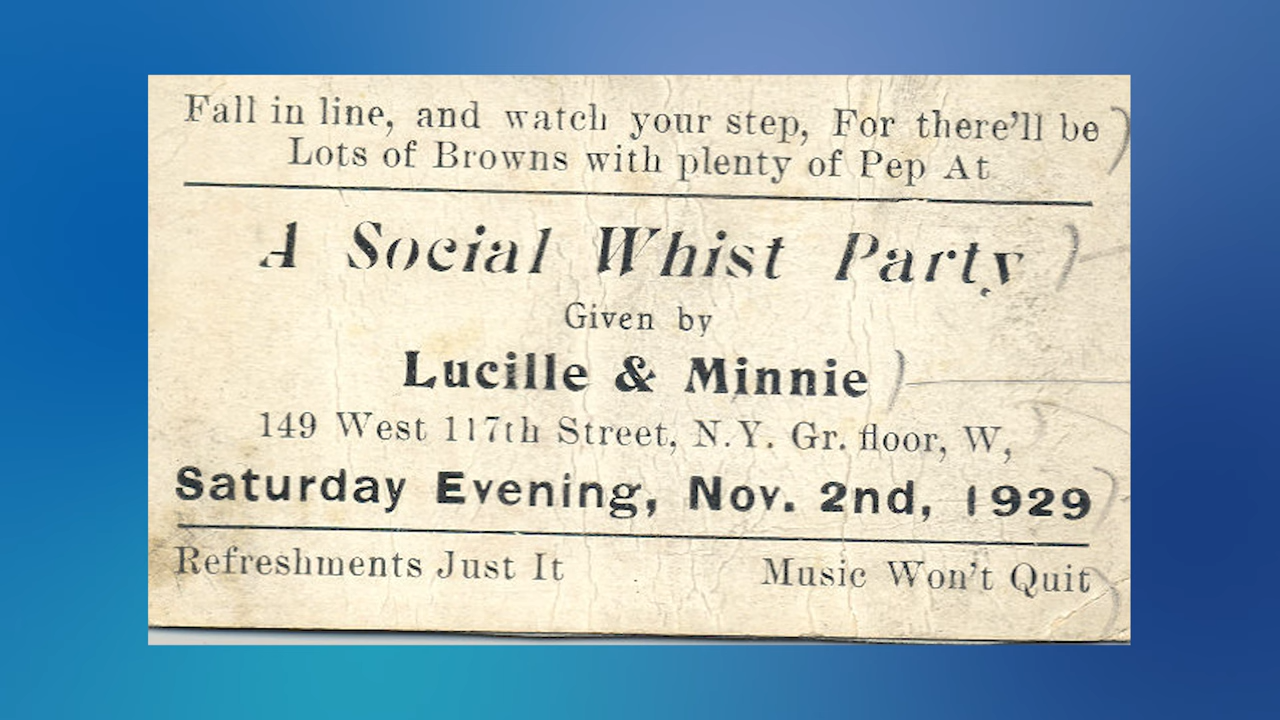 Fall in line, and watch your step, For there'll be
Lots of Browns with plenty of Pep At
A Social Whist Party
Given by
Lucille & Minnie
149 West 117th Street, N.Y. Gr. floor, W,
Saturday Evening, Nov. 2nd, 1929
Refreshments Just It Music Won't Quit